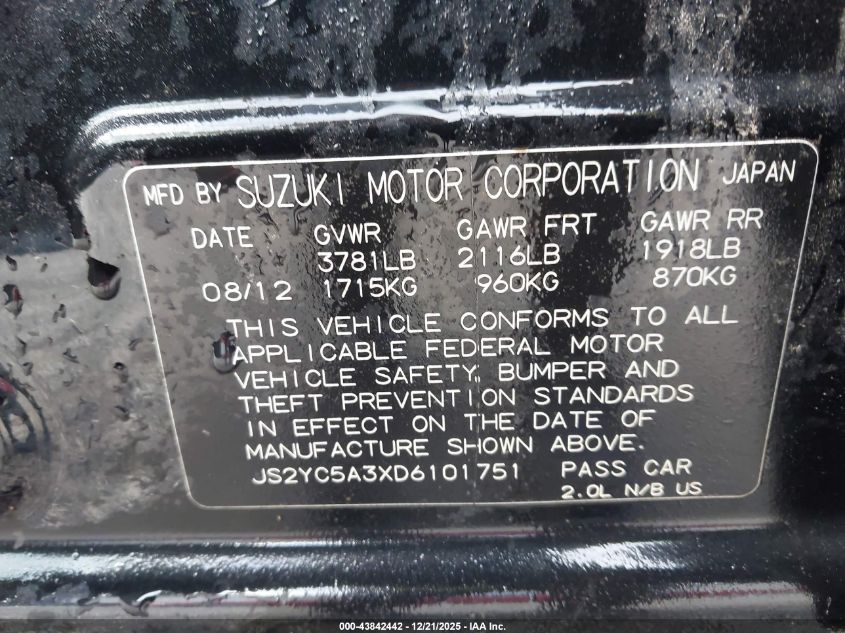 MFD BY SUZUKI MOTOR CORPORATION JAPAN
DATE GVWR GAWR FRT GAWR RR
3781LB 2116LB 1918LB
08/12 1715KG 960KG 870KG
THIS VEHICLE CONFORMS TO ALL
APPLICABLE FEDERAL MOTOR
VEHICLE SAFETY, BUMPER AND
THEFT PREVENTION STANDARDS
IN EFFECT ON THE DATE OF
MANUFACTURE SHOWN ABOVE.
JS2YC5A3XD6101751 PASS CAR
2.0L N/B US
000-43842442 - 12/21/2025 - IAA Inc.